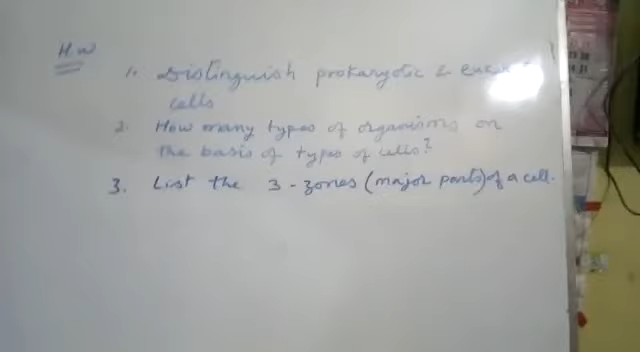 H.W
1. Distinguish prokaryotic &
cells
2. How many types of organisms on
the basis of types of cells?
3. List the 3-zones (major parts) of a cell.